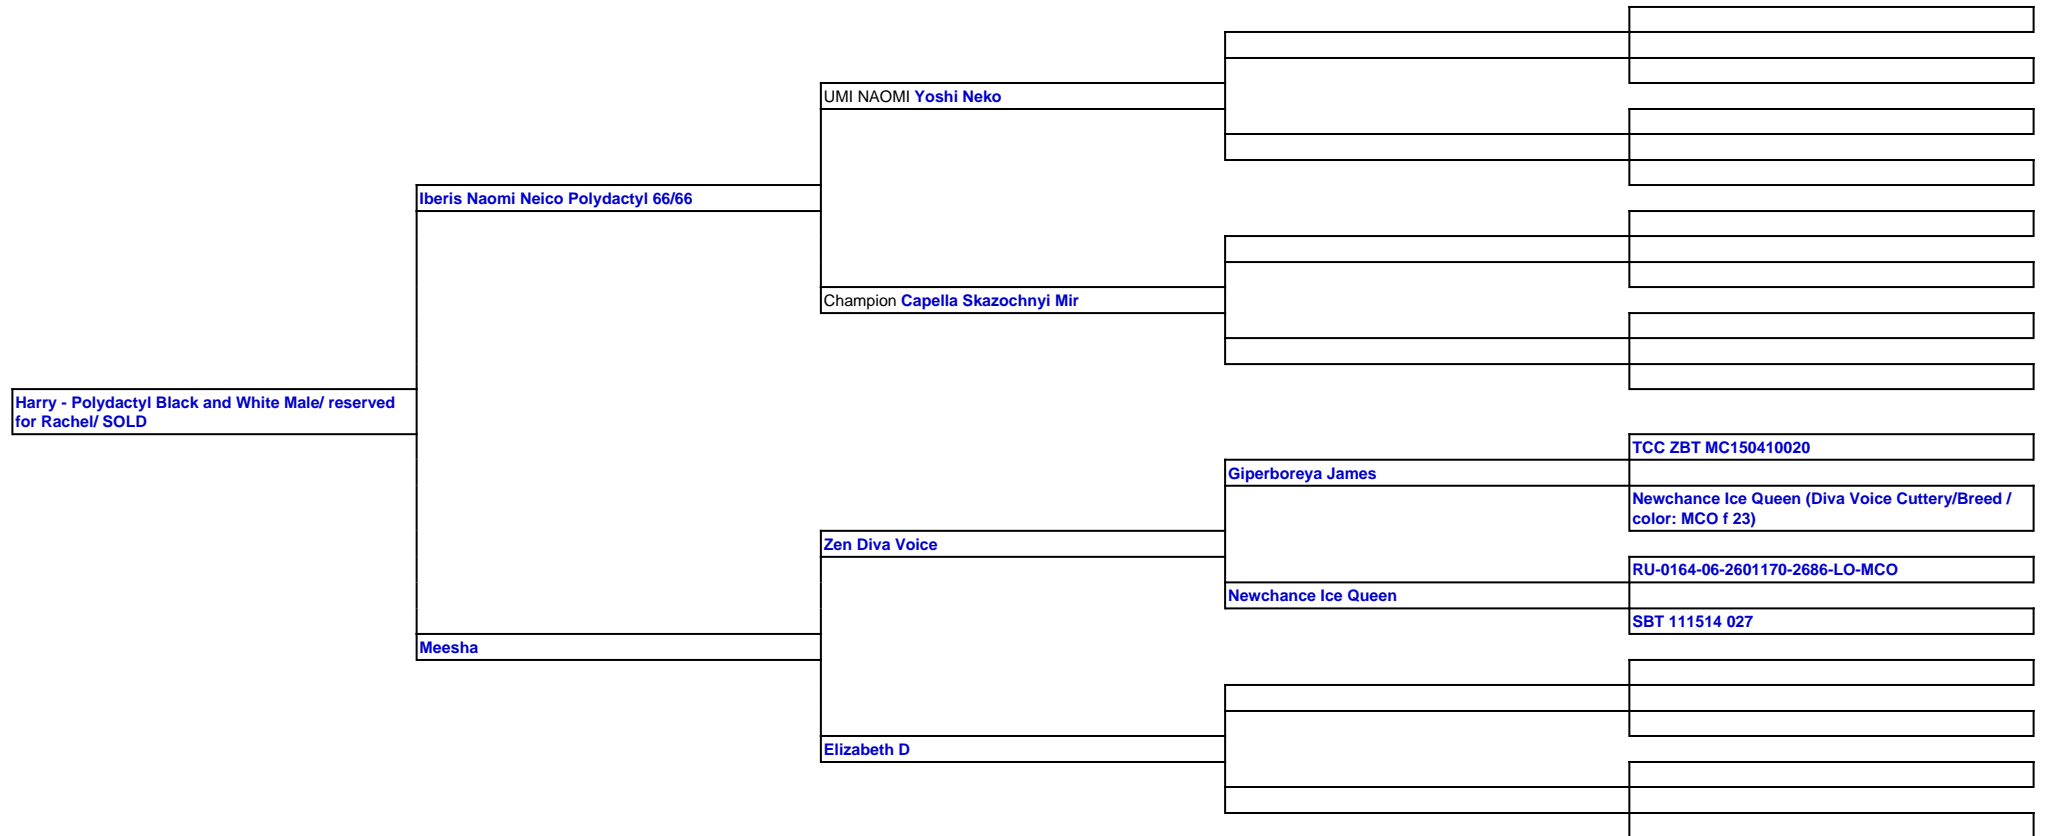 UMI NAOMI Yoshi Neko
Iberis Naomi Neico Polydactyl 66/66
Champion Capella Skazochnyi Mir
Harry - Polydactyl Black and White Male/ reserved
for Rachel/ SOLD
TCC ZBT MC150410020
Giperboreya James
Newchance Ice Queen (Diva Voice Cuttery/Breed /
color: MCO f 23)
Zen Diva Voice
RU-0164-06-2601170-2686-LO-MCO
Newchance Ice Queen
SBT 111514 027
Meesha
Elizabeth D